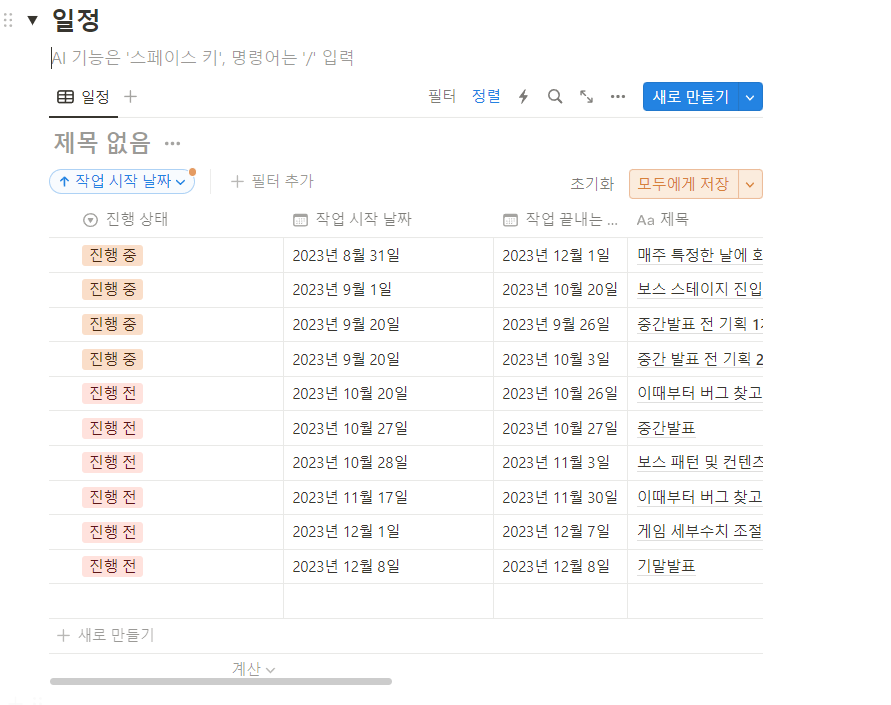 일정
AI 기능은 '스페이스 키', 명령어는 '/' 입력
일정
필터 정렬 새로 만들기
제목 없음
작업 시작 날짜 필터 추가 초기화 모두에게 저장
진행 상태 작업 시작 날짜 작업 끝내는 ... Aa 제목
진행 중 2023년 8월 31일 2023년 12월 1일 매주 특정한 날에
진행 중 2023년 9월 1일 2023년 10월 20일 보스 스테이지 진입
진행 중 2023년 9월 20일 2023년 9월 26일 중간발표 전 기획 1
진행 중 2023년 9월 20일 2023년 10월 3일 중간 발표 전 기획 2
진행 전 2023년 10월 20일 2023년 10월 26일 이때부터 버그 찾고
진행 전 2023년 10월 27일 2023년 10월 27일 중간발표
진행 전 2023년 10월 28일 2023년 11월 3일 보스 패턴 및 컨텐츠
진행 전 2023년 11월 17일 2023년 11월 30일 이때부터 버그 찾고
진행 전 2023년 12월 1일 2023년 12월 7일 게임 세부수치 조절
진행 전 2023년 12월 8일 2023년 12월 8일 기말발표
새로 만들기
계산